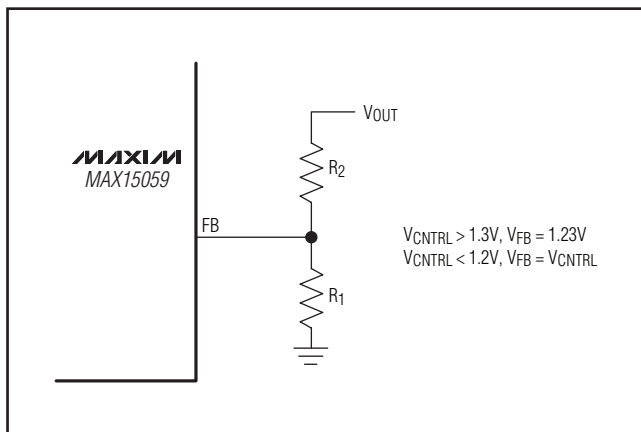 VOUT
R2
MAXIM
MAX15059
FB
VCNTRL > 1.3V, VFB = 1.23V
VCNTRL < 1.2V, VFB = VCNTRL
R1